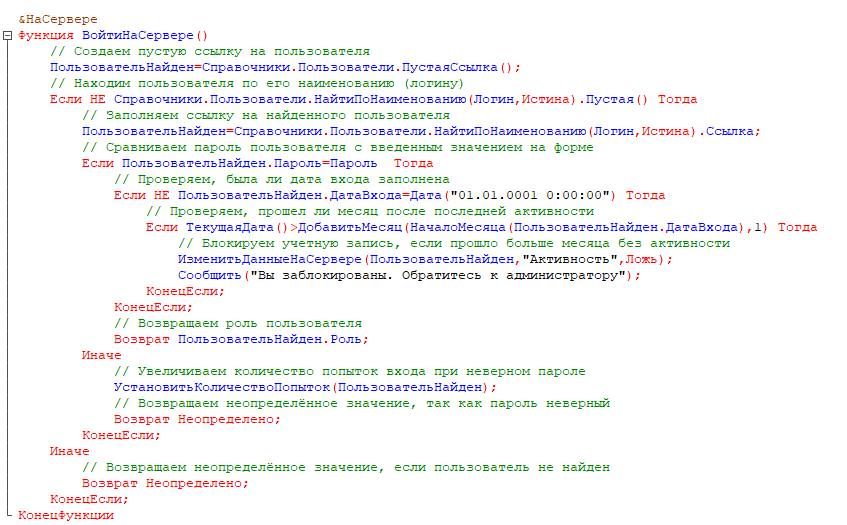 &НаСервере
Функция ВойтиНаСервере()
// Создаем пустую ссылку на пользователя
ПользовательНайден=Справочники.Пользователи.ПустаяСсылка();
// Находим пользователя по его наименованию (логину)
Если НЕ Справочники.Пользователи.НайтиПоНаименованию(Логин,Истина).Пустая() Тогда
// Заполняем ссылку на найденного пользователя
ПользовательНайден=Справочники.Пользователи.НайтиПоНаименованию(Логин,Истина).Ссылка;
// Сравниваем пароль пользователя с введенным значением на форме
Если ПользовательНайден.Пароль=Пароль  Тогда
// Проверяем, была ли дата входа заполнена
Если НЕ ПользовательНайден.ДатаВхода=Дата("01.01.0001 0:00:00") Тогда
// Проверяем, прошел ли месяц после последней активности
Если ТекущаяДата()>ДобавитьМесяц(НачалоМесяца(ПользовательНайден.ДатаВхода),1) Тогда
// Блокируем учетную запись, если прошло больше месяца без активности
ИзменитьДанныеНаСервере(ПользовательНайден,"Активность",Ложь);
Сообщить("Вы заблокированы. Обратитесь к администратору");
КонецЕсли;
КонецЕсли;
// Возвращаем роль пользователя
Возврат ПользовательНайден.Роль;
Иначе
// Увеличиваем количество попыток входа при неверном пароле
УстановитьКоличествоПопыток(ПользовательНайден);
// Возвращаем неопределённое значение, так как пароль неверный
Возврат Неопределено;
КонецЕсли;
Иначе
// Возвращаем неопределённое значение, если пользователь не найден
Возврат Неопределено;
КонецЕсли;
КонецФункции